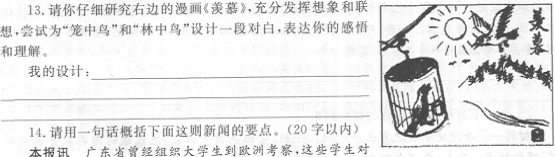 13.请你仔细研究右边的漫画《羡慕》,充分发挥想象和联
想,尝试为“笼中鸟”和“林中鸟”设计一段对白,表达你的感悟
和理解。
我的设计:
14.请用一句话概括下面这则新闻的要点。(20字以内)
本报讯 广东省曾经组织大学生到欧洲考察,这些学生对
羡慕